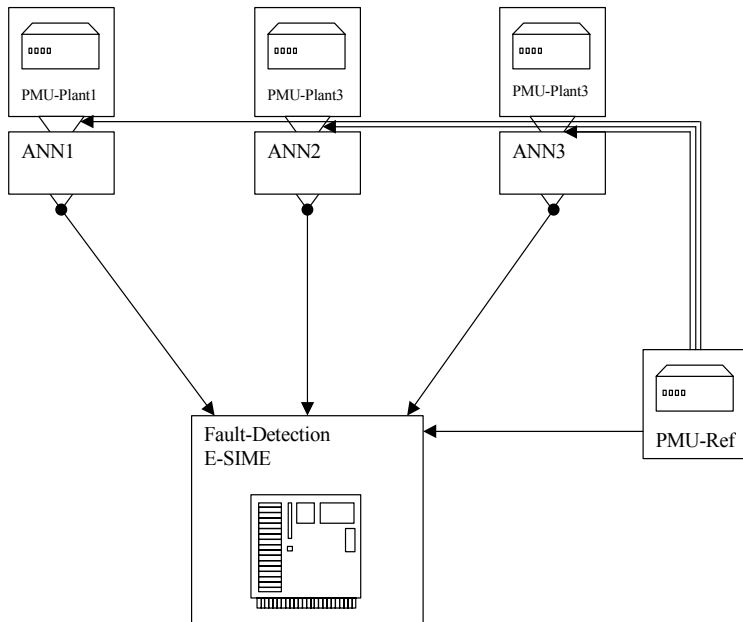 PMU-Plant1
PMU-Plant3
PMU-Plant3
ANN1
ANN2
ANN3
Fault-Detection
E-SIME
PMU-Ref